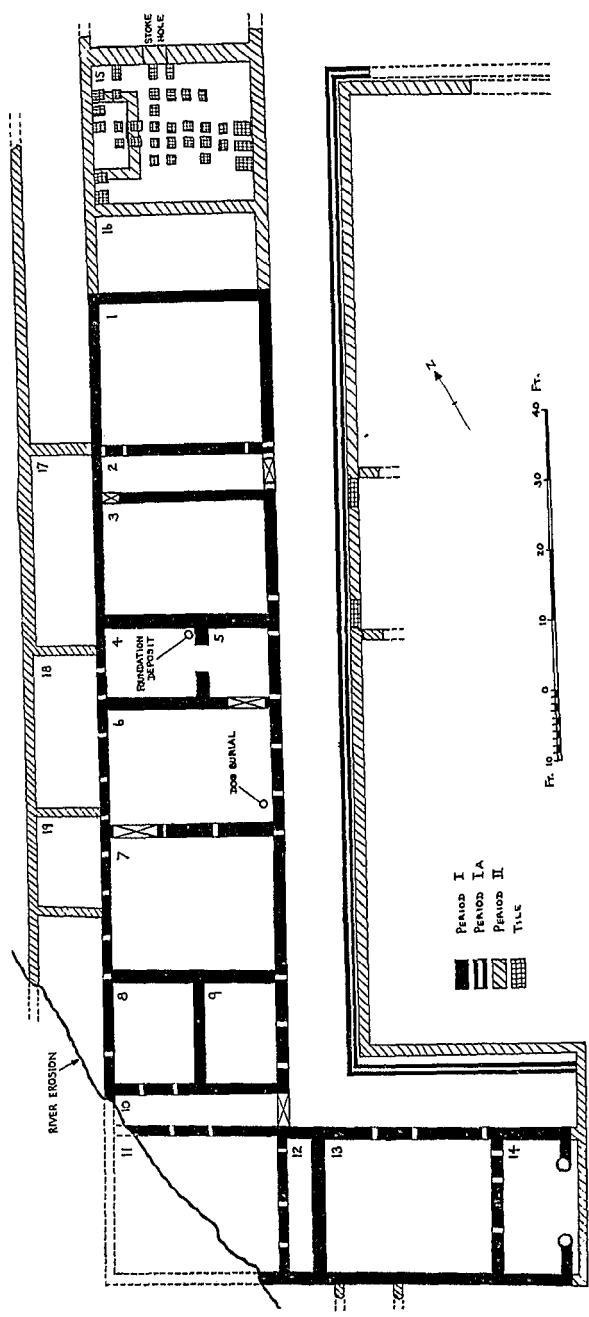 STOKE
HOLE
15
16
1
2
3
17
4
5
FOUNDATION
DEPOSIT
18
6
DOG BURIAL
19
7
8
9
RIVER EROSION
10
11
12
13
14
N
Ft. 10 0 10 20 30 40 Ft.
PERIOD I
PERIOD IA
PERIOD II
TILE